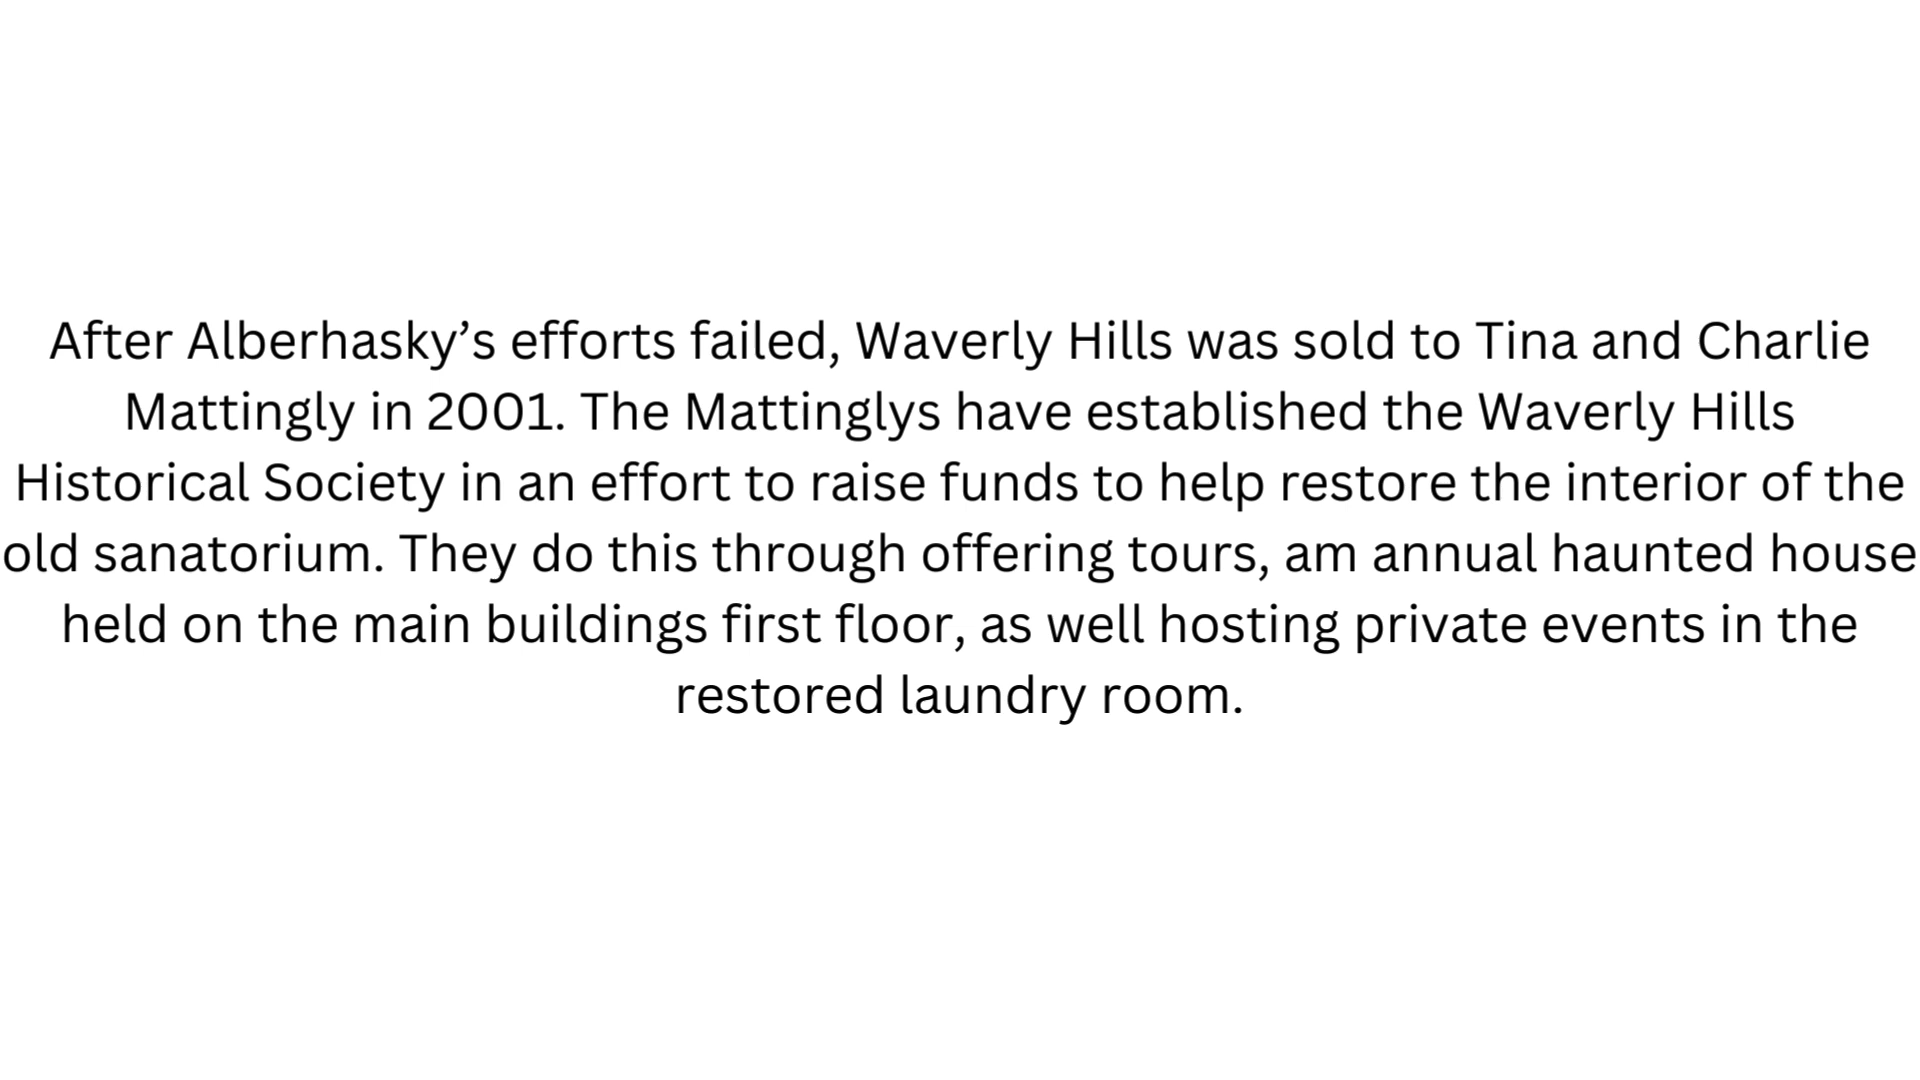 After Alberhasky’s efforts failed, Waverly Hills was sold to Tina and Charlie
Mattingly in 2001. The Mattinglys have established the Waverly Hills
Historical Society in an effort to raise funds to help restore the interior of the
old sanatorium. They do this through offering tours, am annual haunted house
held on the main buildings first floor, as well hosting private events in the
restored laundry room.